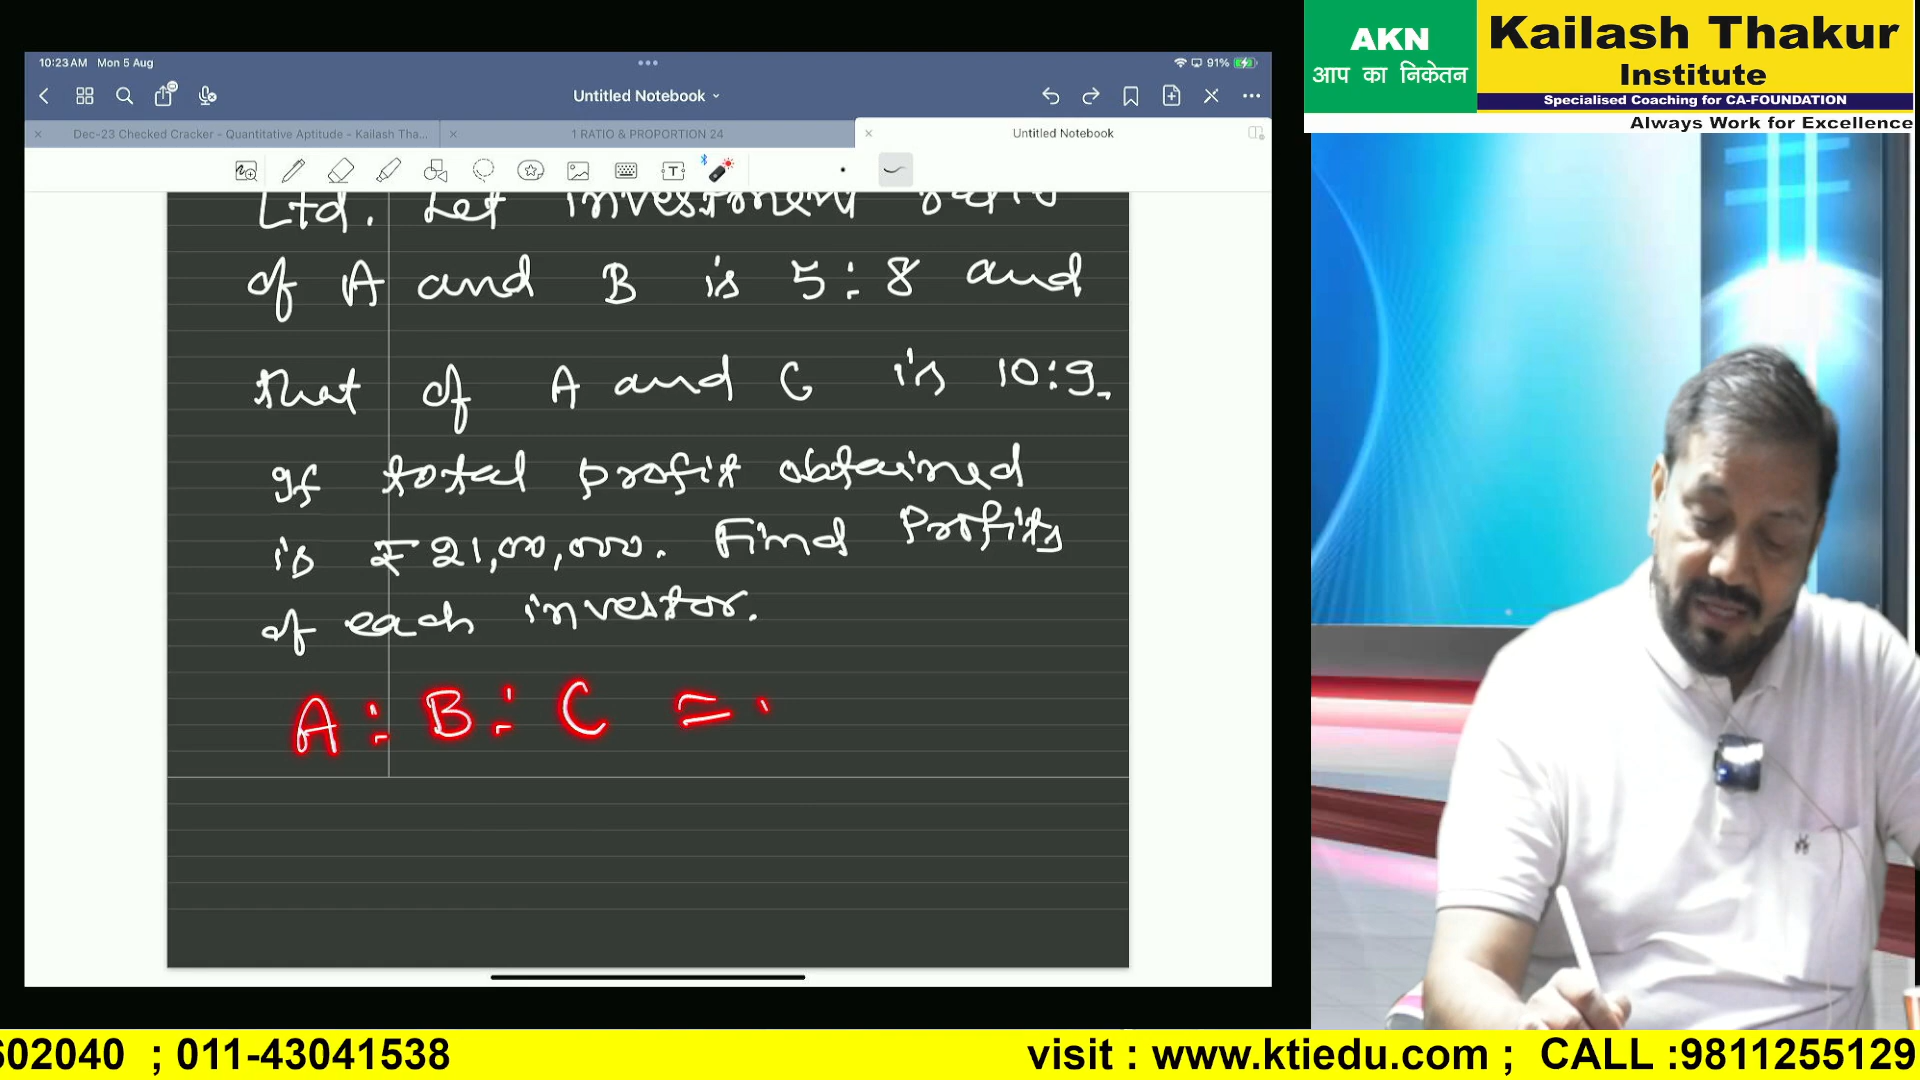 AKN
आप का निकेतन
Kailash Thakur
Institute
Specialised Coaching for CA-FOUNDATION
Always Work for Excellence
10:23 AM Mon 5 Aug
91%
Untitled Notebook
Dec-23 Checked Cracker - Quantitative Aptitude - Kailash Tha...
1 RATIO & PROPORTION 24
Untitled Notebook
Ltd. Let investment ratio
of A and B is 5:8 and
that of A and C is 10:9.
If total profit obtained
is ₹21,00,000. Find Profits
of each investor.
A : B : C =
602040 ; 011-43041538
visit : www.ktiedu.com ; CALL :9811255129